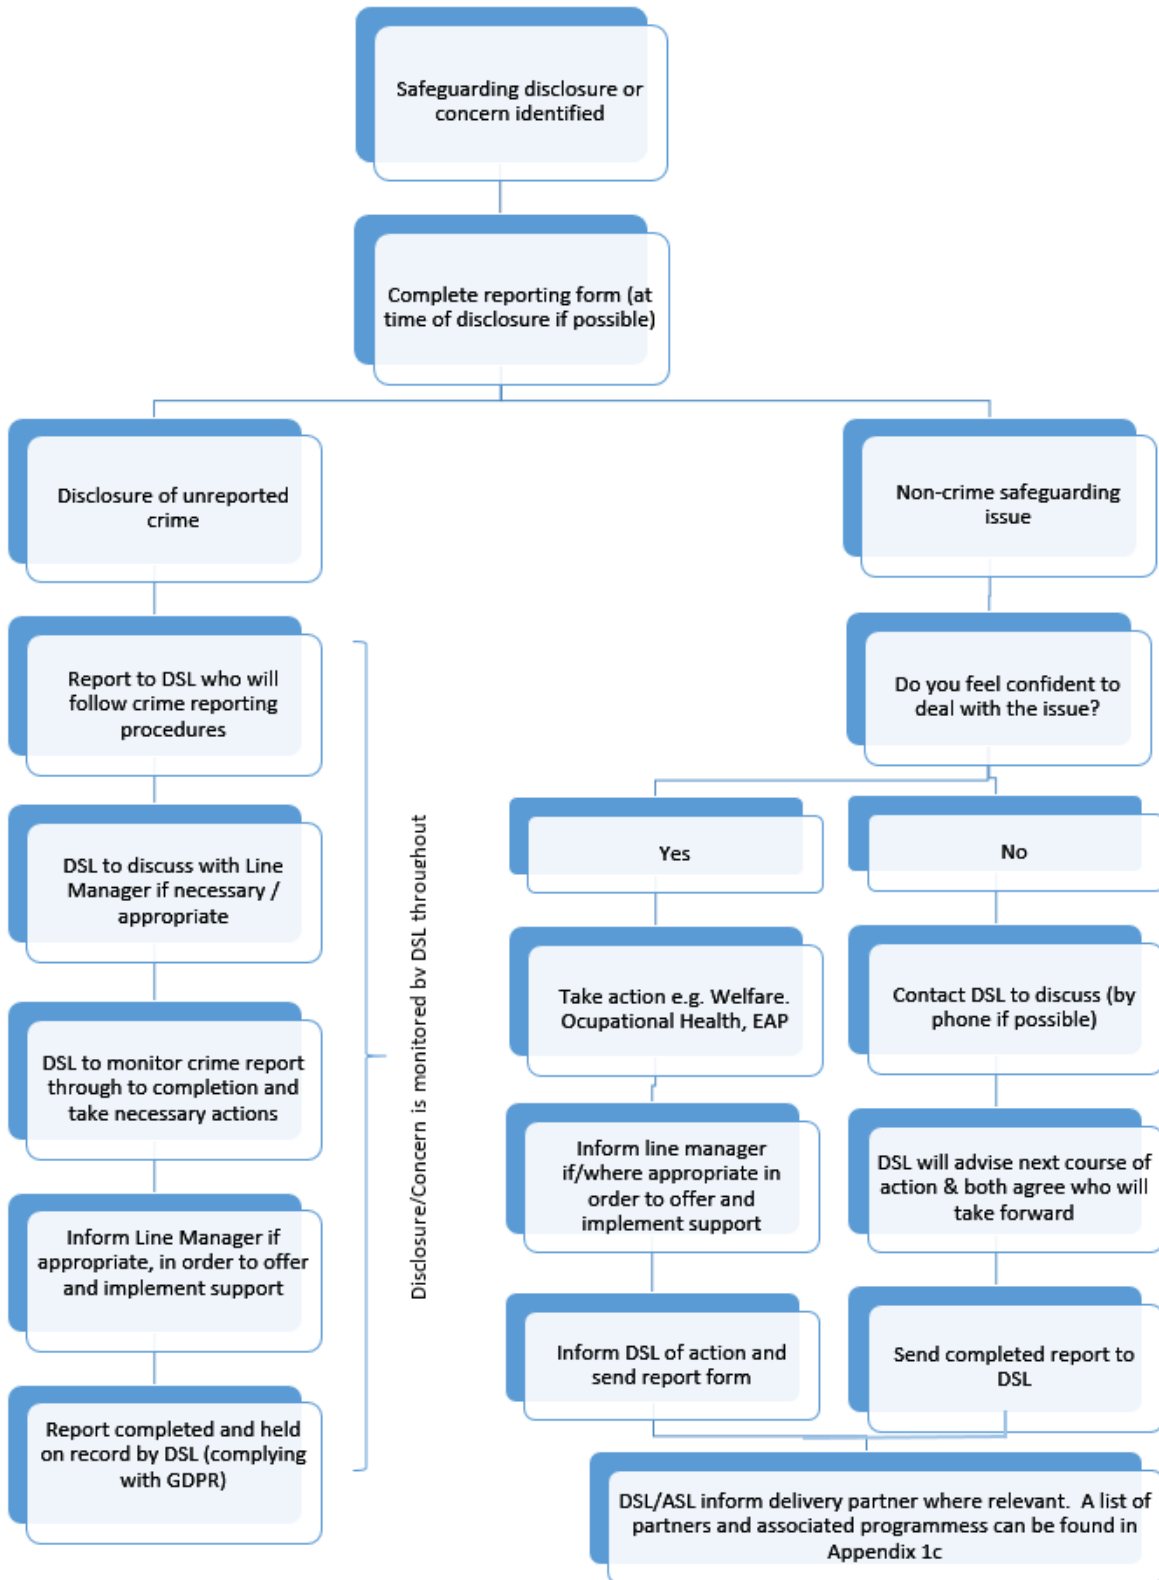 Safeguarding disclosure or
concern identified
Complete reporting form (at
time of disclosure if possible)
Disclosure of unreported
crime
Report to DSL who will
follow crime reporting
procedures
DSL to discuss with Line
Manager if necessary /
appropriate
DSL to monitor crime report
through to completion and
take necessary actions
Inform Line Manager if
appropriate, in order to offer
and implement support
Report completed and held
on record by DSL (complying
with GDPR)
Disclosure/Concern is monitored by DSL throughout
Non-crime safeguarding
issue
Do you feel confident to
deal with the issue?
Yes
Take action e.g. Welfare.
Ocupational Health, EAP
Inform line manager
if/where appropriate in
order to offer and
implement support
Inform DSL of action and
send report form
No
Contact DSL to discuss (by
phone if possible)
DSL will advise next course of
action & both agree who will
take forward
Send completed report to
DSL
DSL/ASL inform delivery partner where relevant. A list of
partners and associated programmess can be found in
Appendix 1c